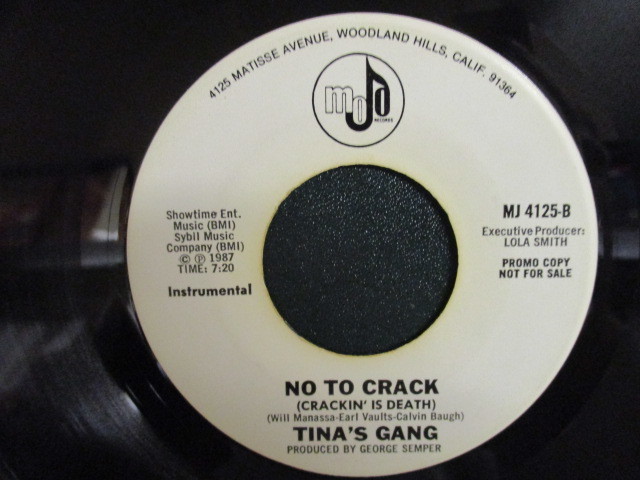 4125 MATISSE AVENUE, WOODLAND HILLS, CALIF. 91364
mojo
RECORDS
Showtime Ent.
Music (BMI)
Sybil Music
Company (BMI)
© ℗ 1987
TIME: 7:20
Instrumental
MJ 4125-B
Executive Producer:
LOLA SMITH
PROMO COPY
NOT FOR SALE
NO TO CRACK
(CRACKIN' IS DEATH)
(Will Manassa-Earl Vaults-Calvin Baugh)
TINA'S GANG
PRODUCED BY GEORGE SEMPER